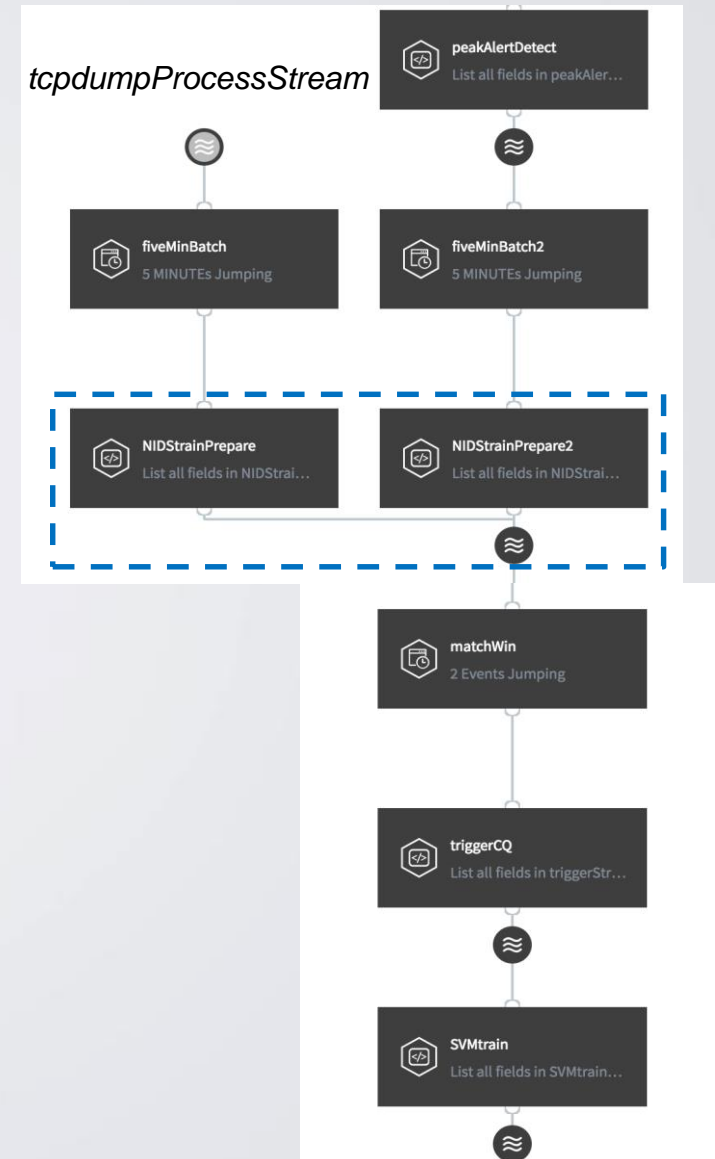 peakAlertDetect
List all fields in peakAler...
tcpdumpProcessStream
fiveMinBatch
5 MINUTEs Jumping
fiveMinBatch2
5 MINUTEs Jumping
NIDStrainPrepare
List all fields in NIDStrai...
NIDStrainPrepare2
List all fields in NIDStrai...
matchWin
2 Events Jumping
triggerCQ
List all fields in triggerStr...
SVMtrain
List all fields in SVMtrain...